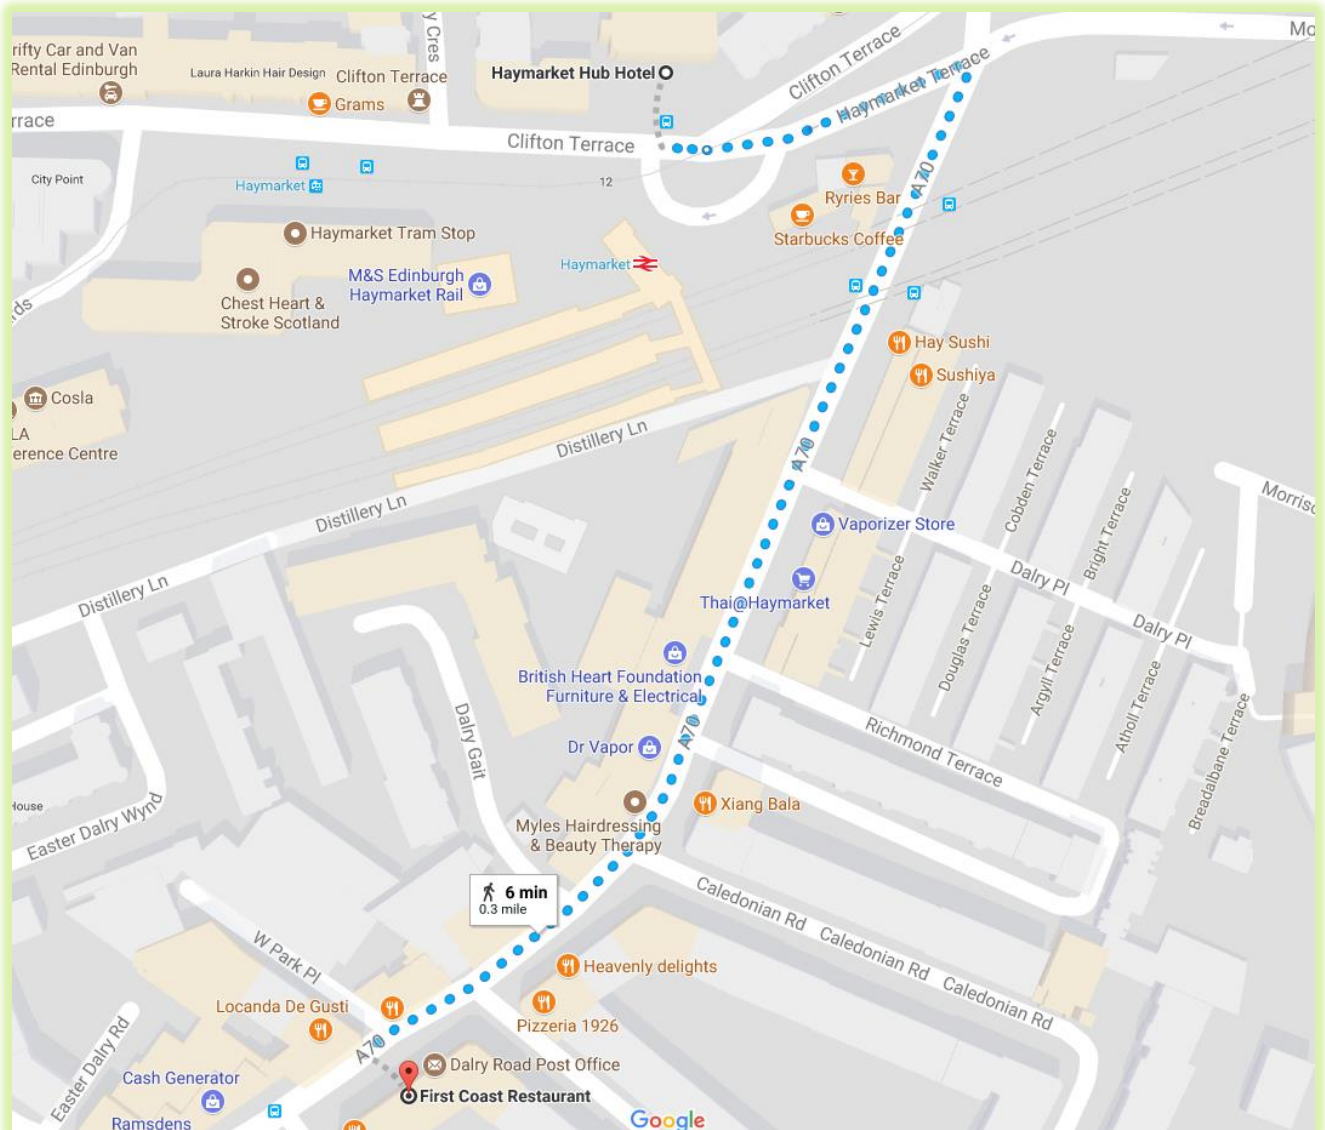 y Cres
Mo
rifty Car and Van
Rental Edinburgh
Laura Harkin Hair Design
Clifton Terrace
Grams
Haymarket Hub Hotel
Clifton Terrace
Haymarket Terrace
rrace
Clifton Terrace
City Point
Haymarket
12
A70
Ryries Bar
Starbucks Coffee
Haymarket Tram Stop
Haymarket
M&S Edinburgh
Haymarket Rail
Chest Heart &
Stroke Scotland
rds
Hay Sushi
Sushiya
Cosla
LA
erence Centre
Distillery Ln
A70
Walker Terrace
Cobden Terrace
Bright Terrace
Morriso
Distillery Ln
Vaporizer Store
Distillery Ln
Thai@Haymarket
Lewis Terrace
Dalry Pl
Douglas Terrace
Argyll Terrace
Dalry Pl
Atholl Terrace
Breadalbane Terrace
British Heart Foundation
Furniture & Electrical
Dalry Gait
A70
Dr Vapor
Richmond Terrace
House
Easter Dalry Wynd
Xiang Bala
Myles Hairdressing
& Beauty Therapy
6 min
0.3 mile
Caledonian Rd
Caledonian Rd
Caledonian Rd
W Park Pl
Heavenly delights
Locanda De Gusti
Pizzeria 1926
A70
Easter Dalry Rd
Dalry Road Post Office
Cash Generator
First Coast Restaurant
Ramsdens
Google